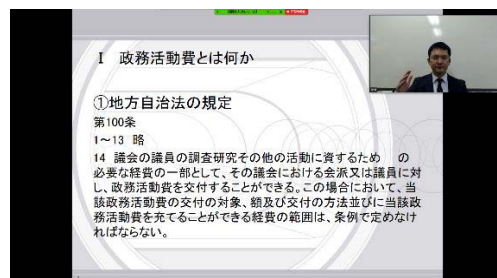 Ⅰ 政務活動費とは何か
①地方自治法の規定
第100条
1～13 略
14 議会の議員の調査研究その他の活動に資するため の
必要な経費の一部として、その議会における会派又は議員に対
し、政務活動費を交付することができる。この場合において、当
該政務活動費の交付の対象、額及び交付の方法並びに当該政
務活動費を充てることができる経費の範囲は、条例で定めなけ
ればならない。